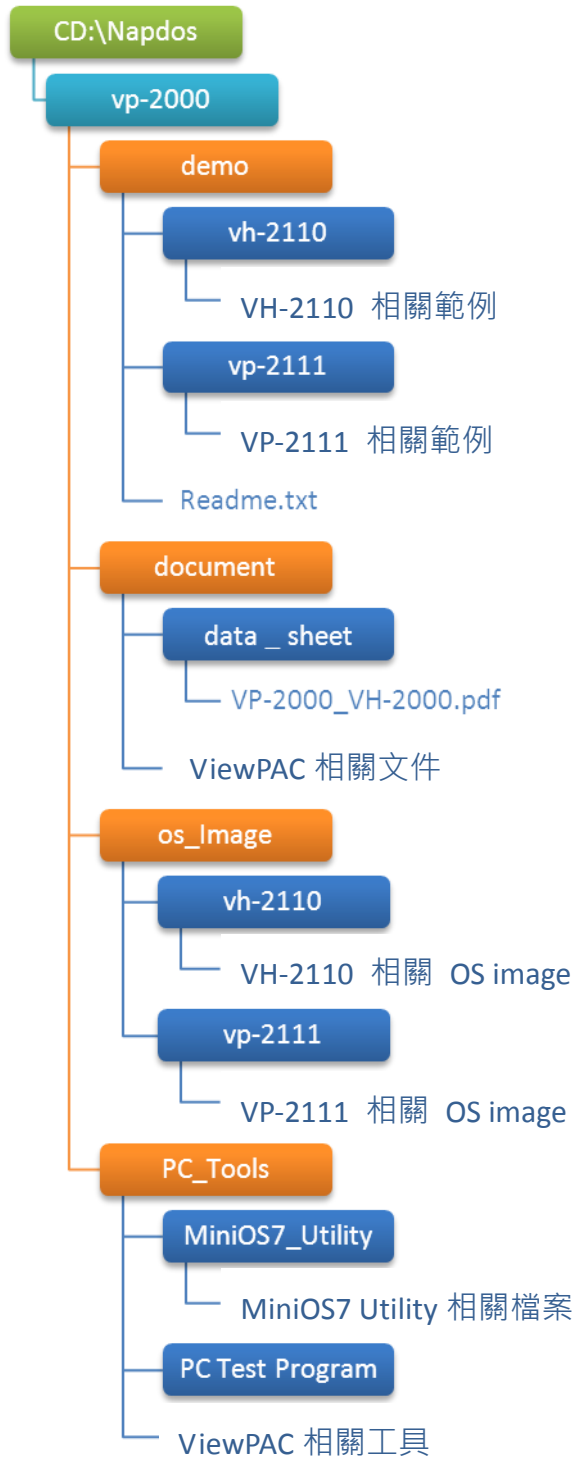 CD:\Napdos
vp-2000
demo
vh-2110
VH-2110 相關範例
vp-2111
VP-2111 相關範例
Readme.txt
document
data _ sheet
VP-2000_VH-2000.pdf
ViewPAC 相關文件
os_Image
vh-2110
VH-2110 相關 OS image
vp-2111
VP-2111 相關 OS image
PC_Tools
MiniOS7_Utility
MiniOS7 Utility 相關檔案
PC Test Program
ViewPAC 相關工具